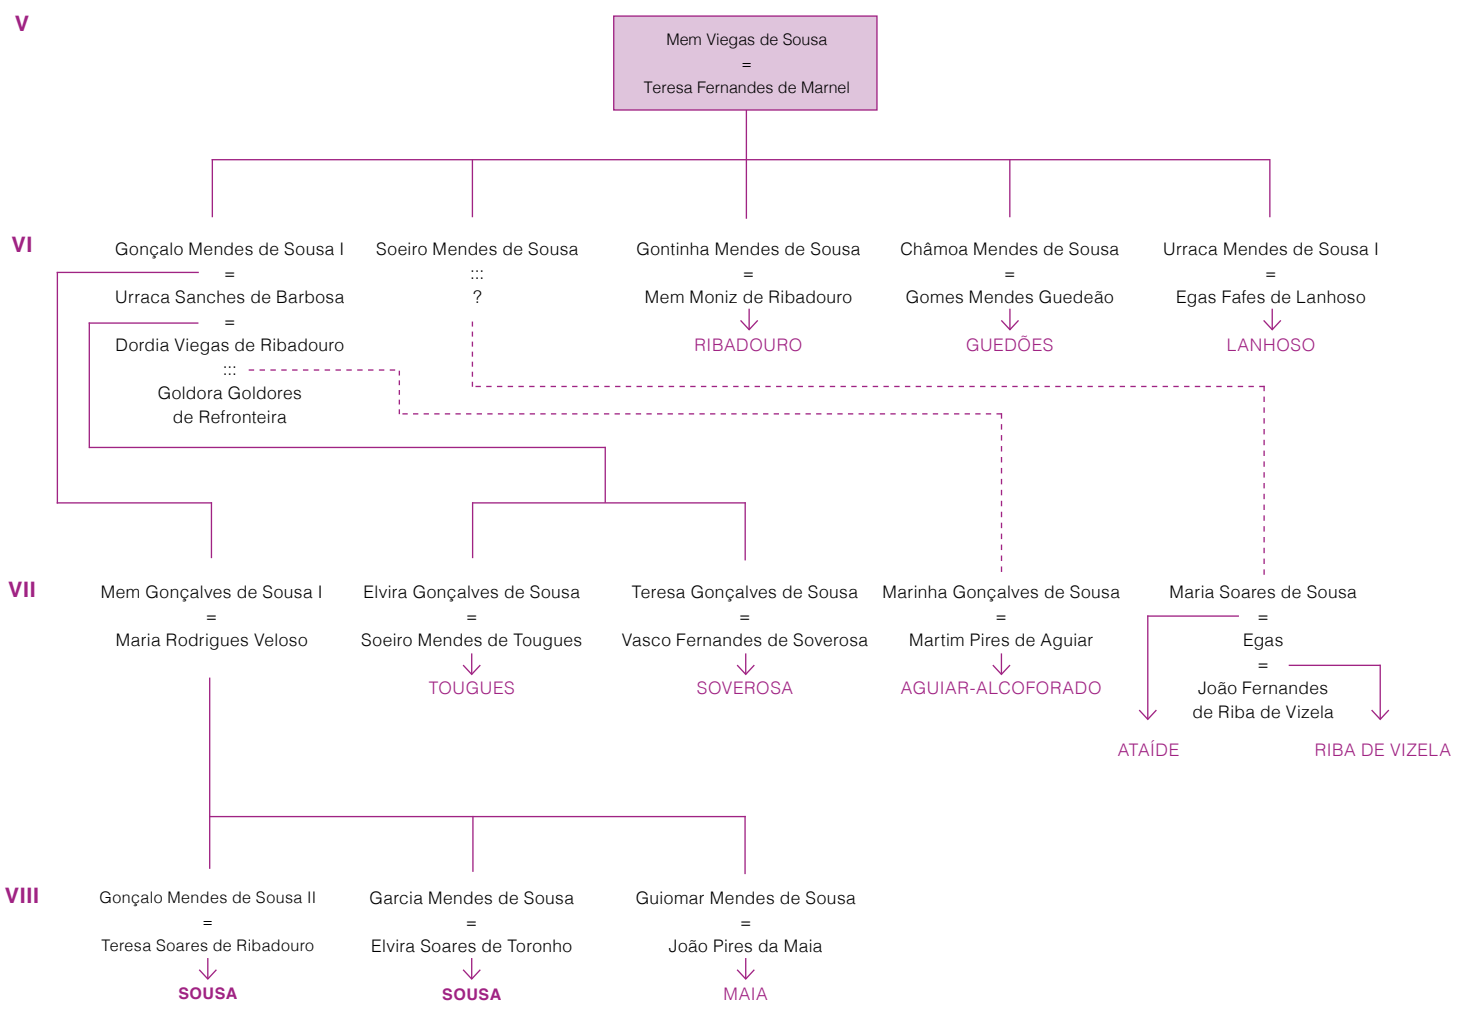 V
Mem Viegas de Sousa
=
Teresa Fernandes de Marnel
VI
Gonçalo Mendes de Sousa I
=
Urraca Sanches de Barbosa
=
Dordia Viegas de Ribadouro
:::
Goldora Goldores
de Refronteira
Soeiro Mendes de Sousa
:::
?
Gontinha Mendes de Sousa
=
Mem Moniz de Ribadouro
RIBADOURO
Châmoa Mendes de Sousa
=
Gomes Mendes Guedeão
GUEDÕES
Urraca Mendes de Sousa I
=
Egas Fafes de Lanhoso
LANHOSO
VII
Mem Gonçalves de Sousa I
=
Maria Rodrigues Veloso
Elvira Gonçalves de Sousa
=
Soeiro Mendes de Tougues
TOUGUES
Teresa Gonçalves de Sousa
=
Vasco Fernandes de Soverosa
SOVEROSA
Marinha Gonçalves de Sousa
=
Martim Pires de Aguiar
AGUIAR-ALCOFORADO
Maria Soares de Sousa
=
Egas
=
João Fernandes
de Riba de Vizela
ATAÍDE
RIBA DE VIZELA
VIII
Gonçalo Mendes de Sousa II
=
Teresa Soares de Ribadouro
SOUSA
Garcia Mendes de Sousa
=
Elvira Soares de Toronho
SOUSA
Guiomar Mendes de Sousa
=
João Pires da Maia
MAIA